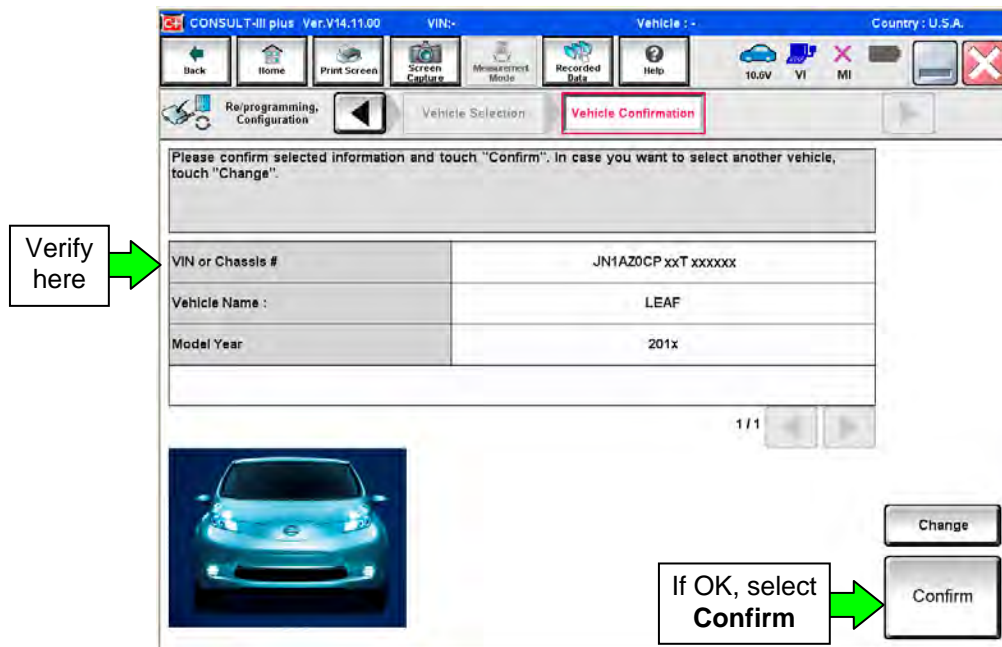 CONSULT-III plus Ver.V14.11.00 VIN:- Vehicle : - Country : U.S.A.
Back Home Print Screen Screen Capture Measurement Mode Recorded Data Help 10.6V VI MI
Re/programming, Configuration Vehicle Selection Vehicle Confirmation
Please confirm selected information and touch "Confirm". In case you want to select another vehicle,
touch "Change".
Verify
here
VIN or Chassis # JN1AZ0CP xxT xxxxxx
Vehicle Name : LEAF
Model Year 201x
1/1
Change
If OK, select
Confirm
Confirm